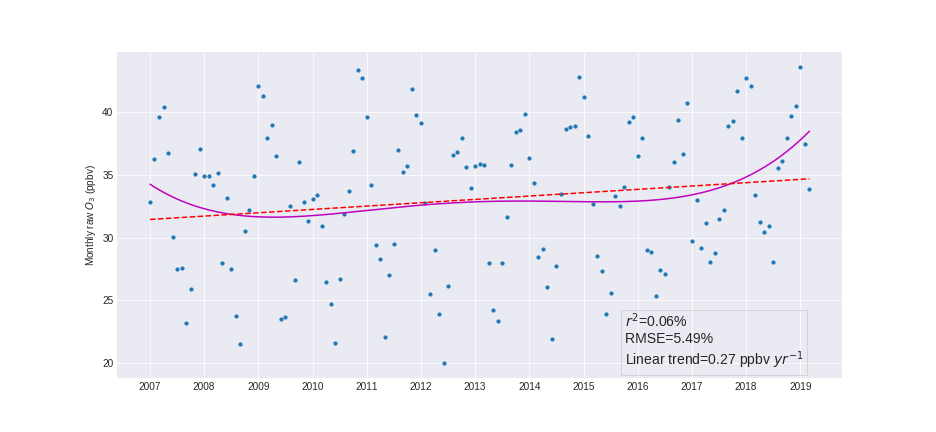 Monthly raw O₃ (ppbv)
40
35
30
25
20
r²=0.06%
RMSE=5.49%
Linear trend=0.27 ppbv yr⁻¹
2007 2008 2009 2010 2011 2012 2013 2014 2015 2016 2017 2018 2019